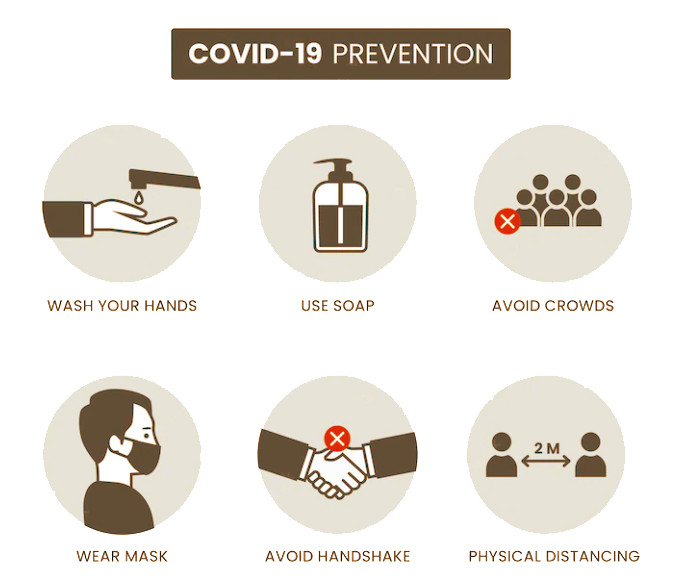 COVID-19 PREVENTION
WASH YOUR HANDS
USE SOAP
AVOID CROWDS
2 M
WEAR MASK
AVOID HANDSHAKE
PHYSICAL DISTANCING